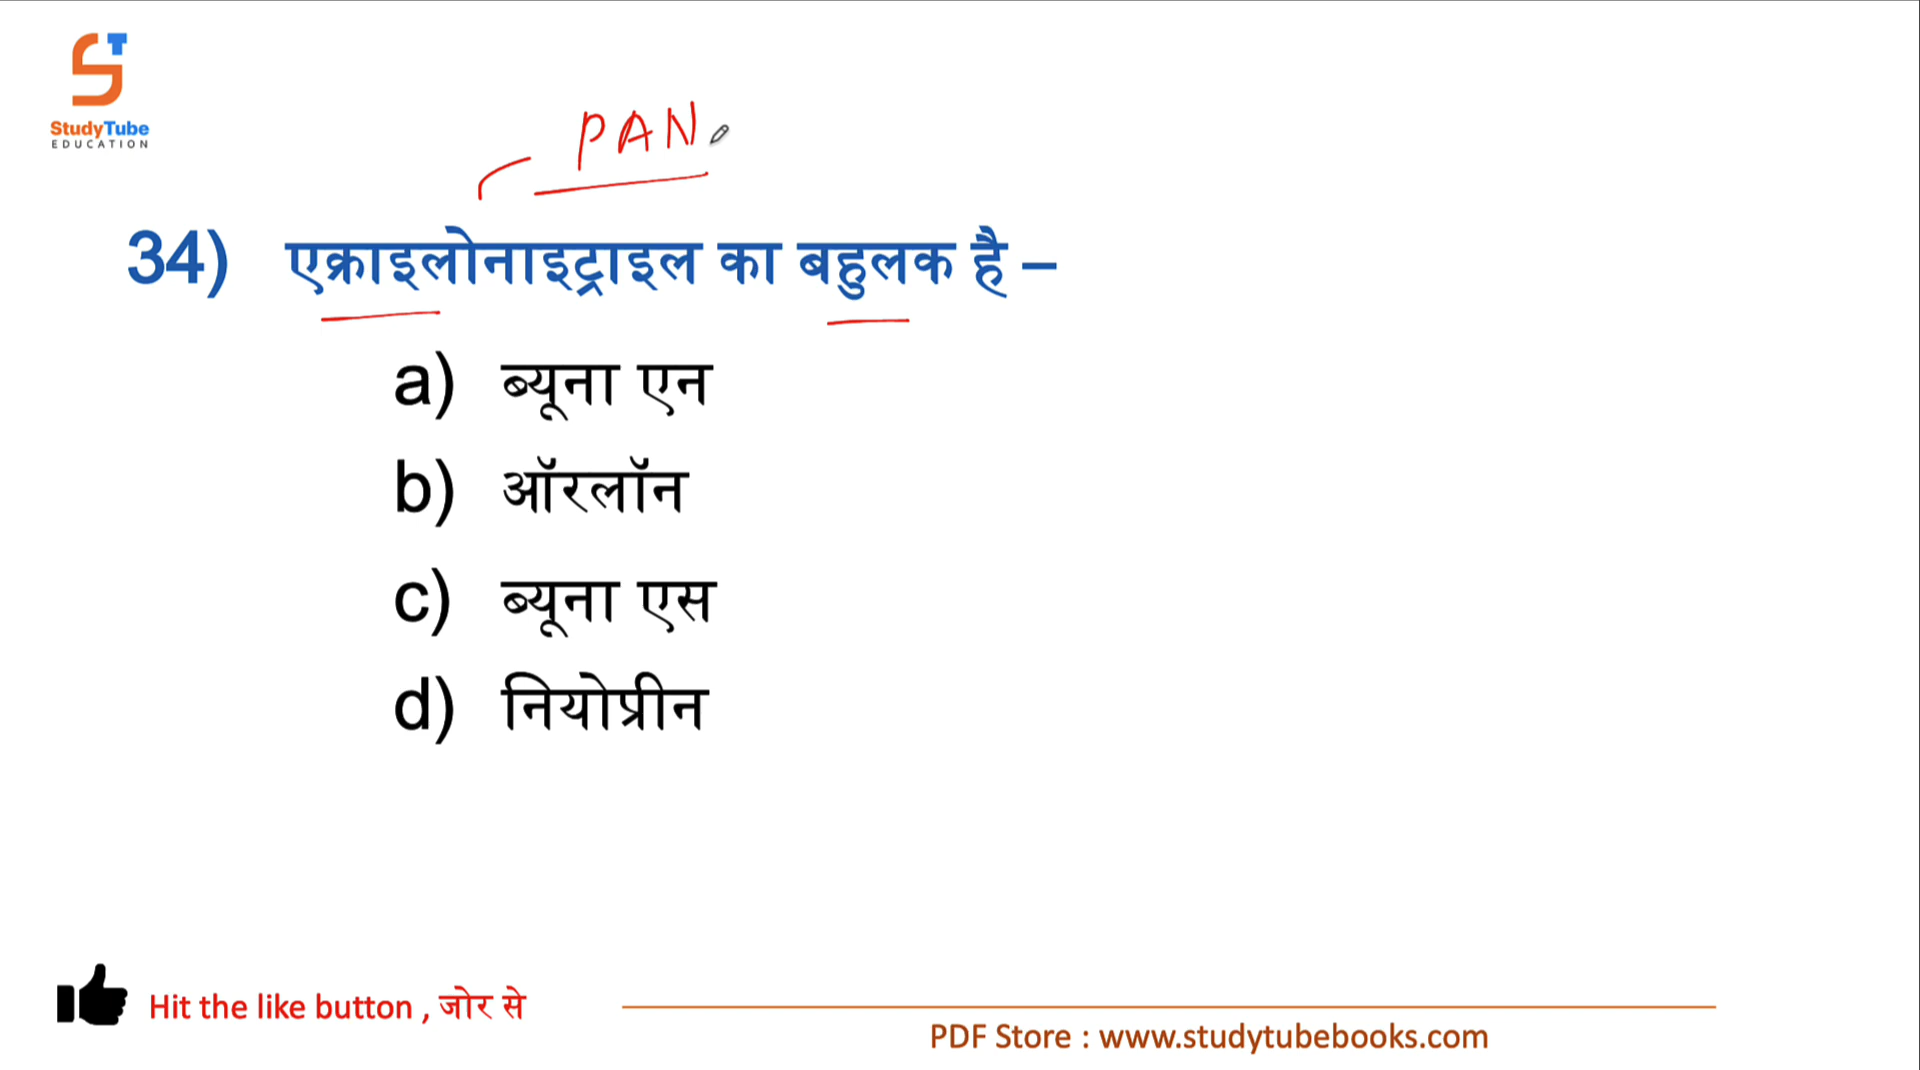 StudyTube
EDUCATION
PAN
34) एक्राइलोनाइट्राइल का बहुलक है –
a) ब्यूना एन
b) ऑरलॉन
c) ब्यूना एस
d) नियोप्रीन
Hit the like button , जोर से
PDF Store : www.studytubebooks.com